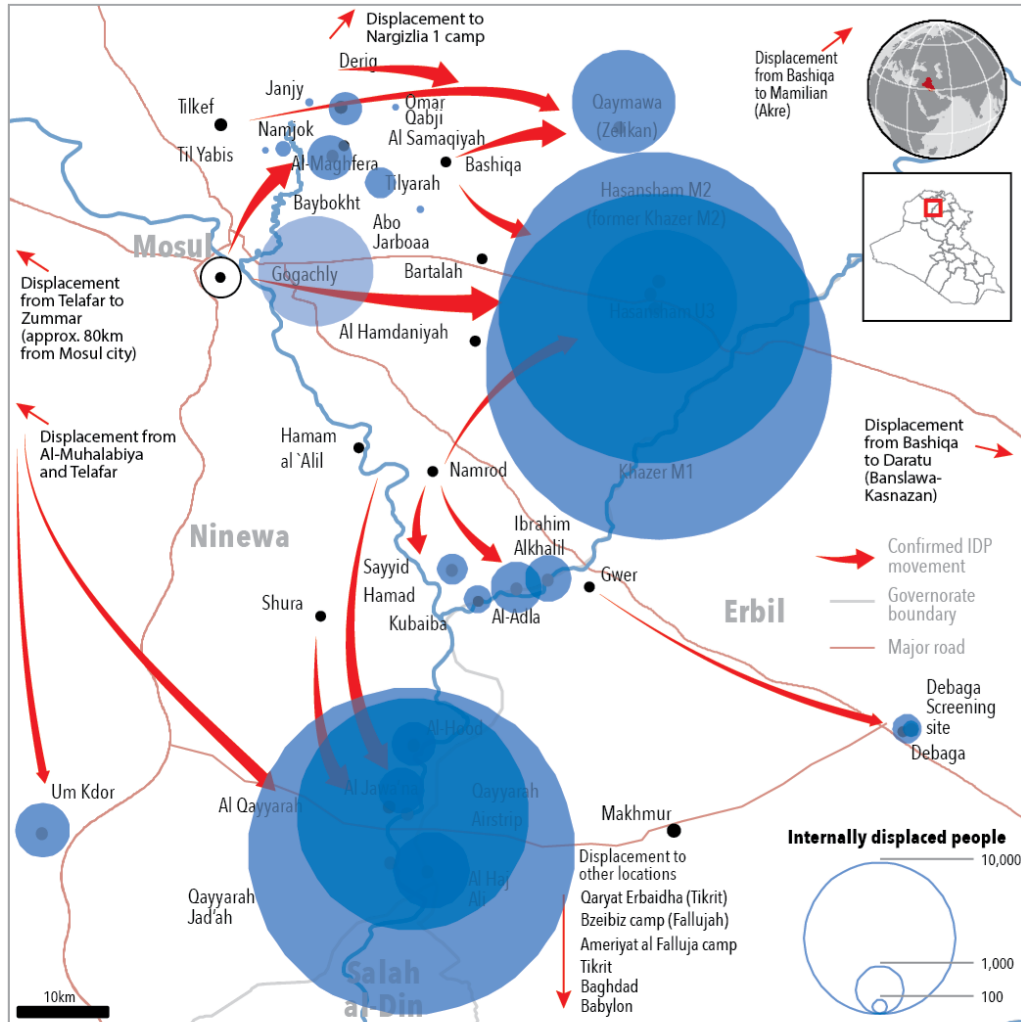 Displacement to
Nargizlia 1 camp
Derig
Janjy
Tilkef
Omar
Qabji
Namjok
Al Samaqiyah
Til Yabis
Al-Maghfera
Bashiqa
Tilyarah
Baybokht
Abo
Jarboaa
Qaymawa
(Zelikan)
Displacement
from Bashiqa
to Mamilian
(Akre)
Hasansham M2
(former Khazer M2)
Mosul
Gogachly
Bartalah
Hasansham U3
Al Hamdaniyah
Displacement
from Telafar to
Zummar
(approx. 80km
from Mosul city)
Displacement from
Al-Muhalabiya
and Telafar
Hamam
al `Alil
Namrod
Khazer M1
Displacement
from Bashiqa
to Daratu
(Banslawa-
Kasnazan)
Ninewa
Ibrahim
Alkhalil
Sayyid
Hamad
Kubaiba
Al-Adla
Gwer
Shura
Erbil
Confirmed IDP
movement
Governorate
boundary
Major road
Debaga
Screening
site
Debaga
Al-Hood
Um Kdor
Al Qayyarah
Qayyarah
Airstrip
Makhmur
Al Haj
Ali
Qayyarah
Jad'ah
Displacement to
other locations
Qaryat Erbaidha (Tikrit)
Bzeibiz camp (Fallujah)
Ameriyat al Falluja camp
Tikrit
Baghdad
Babylon
Salah
al-Din
10km
Internally displaced people
10,000
1,000
100